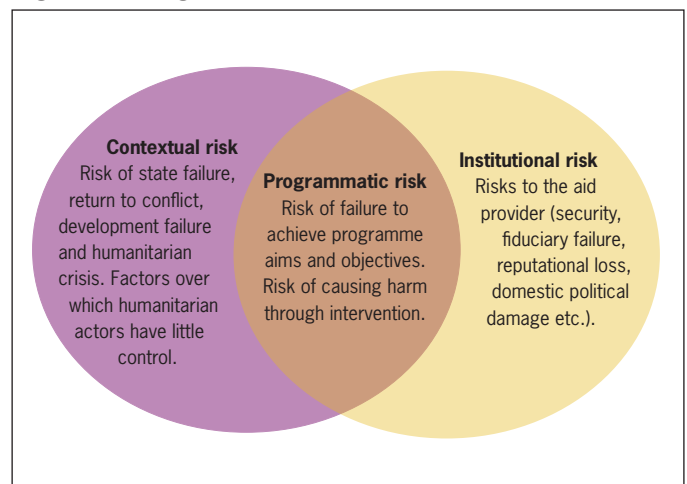 Contextual risk
Risk of state failure,
return to conflict,
development failure
and humanitarian
crisis. Factors over
which humanitarian
actors have little
control.
Programmatic risk
Risk of failure to
achieve programme
aims and objectives.
Risk of causing harm
through intervention.
Institutional risk
Risks to the aid
provider (security,
fiduciary failure,
reputational loss,
domestic political
damage etc.).